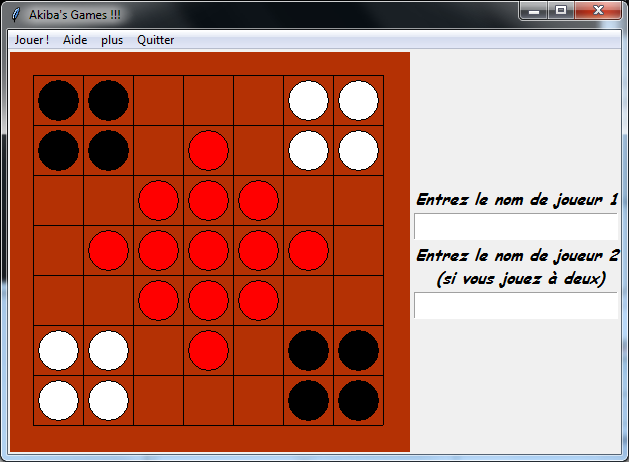 Akiba's Games !!!
Jouer ! Aide plus Quitter
Entrez le nom de joueur 1
Entrez le nom de joueur 2
(si vous jouez à deux)